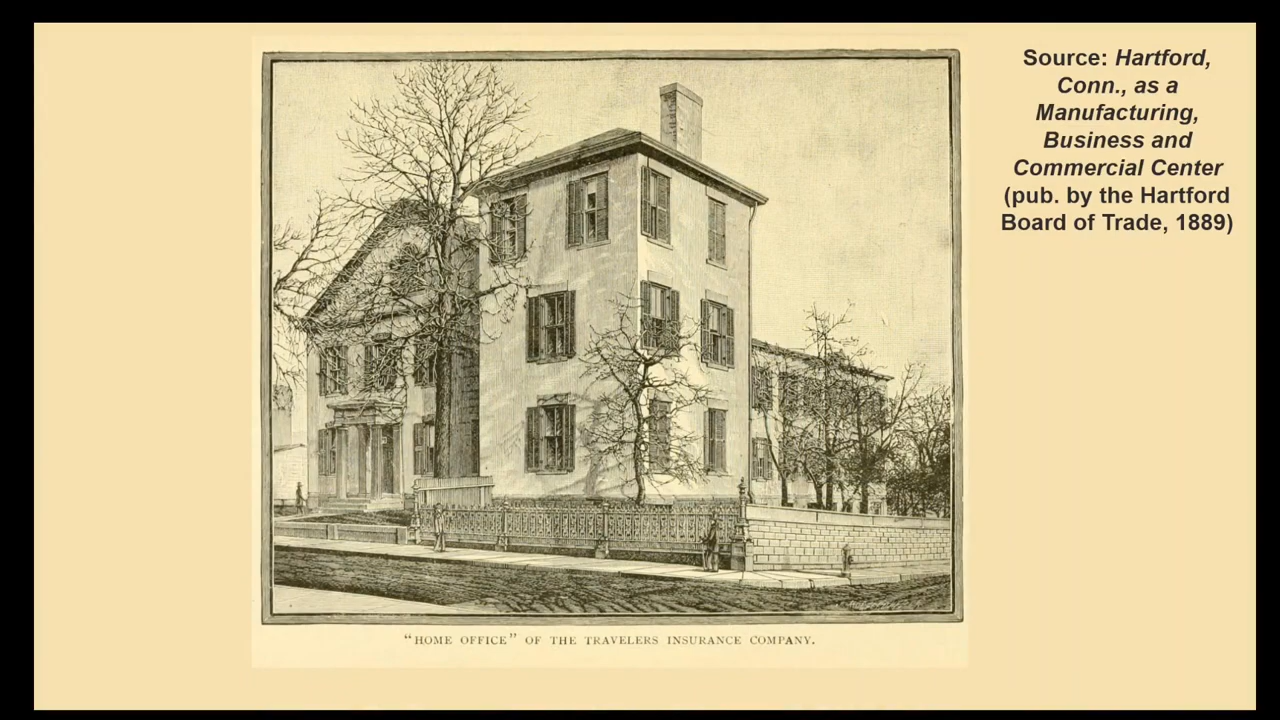 Source: Hartford,
Conn., as a
Manufacturing,
Business and
Commercial Center
(pub. by the Hartford
Board of Trade, 1889)
"HOME OFFICE" OF THE TRAVELERS INSURANCE COMPANY.